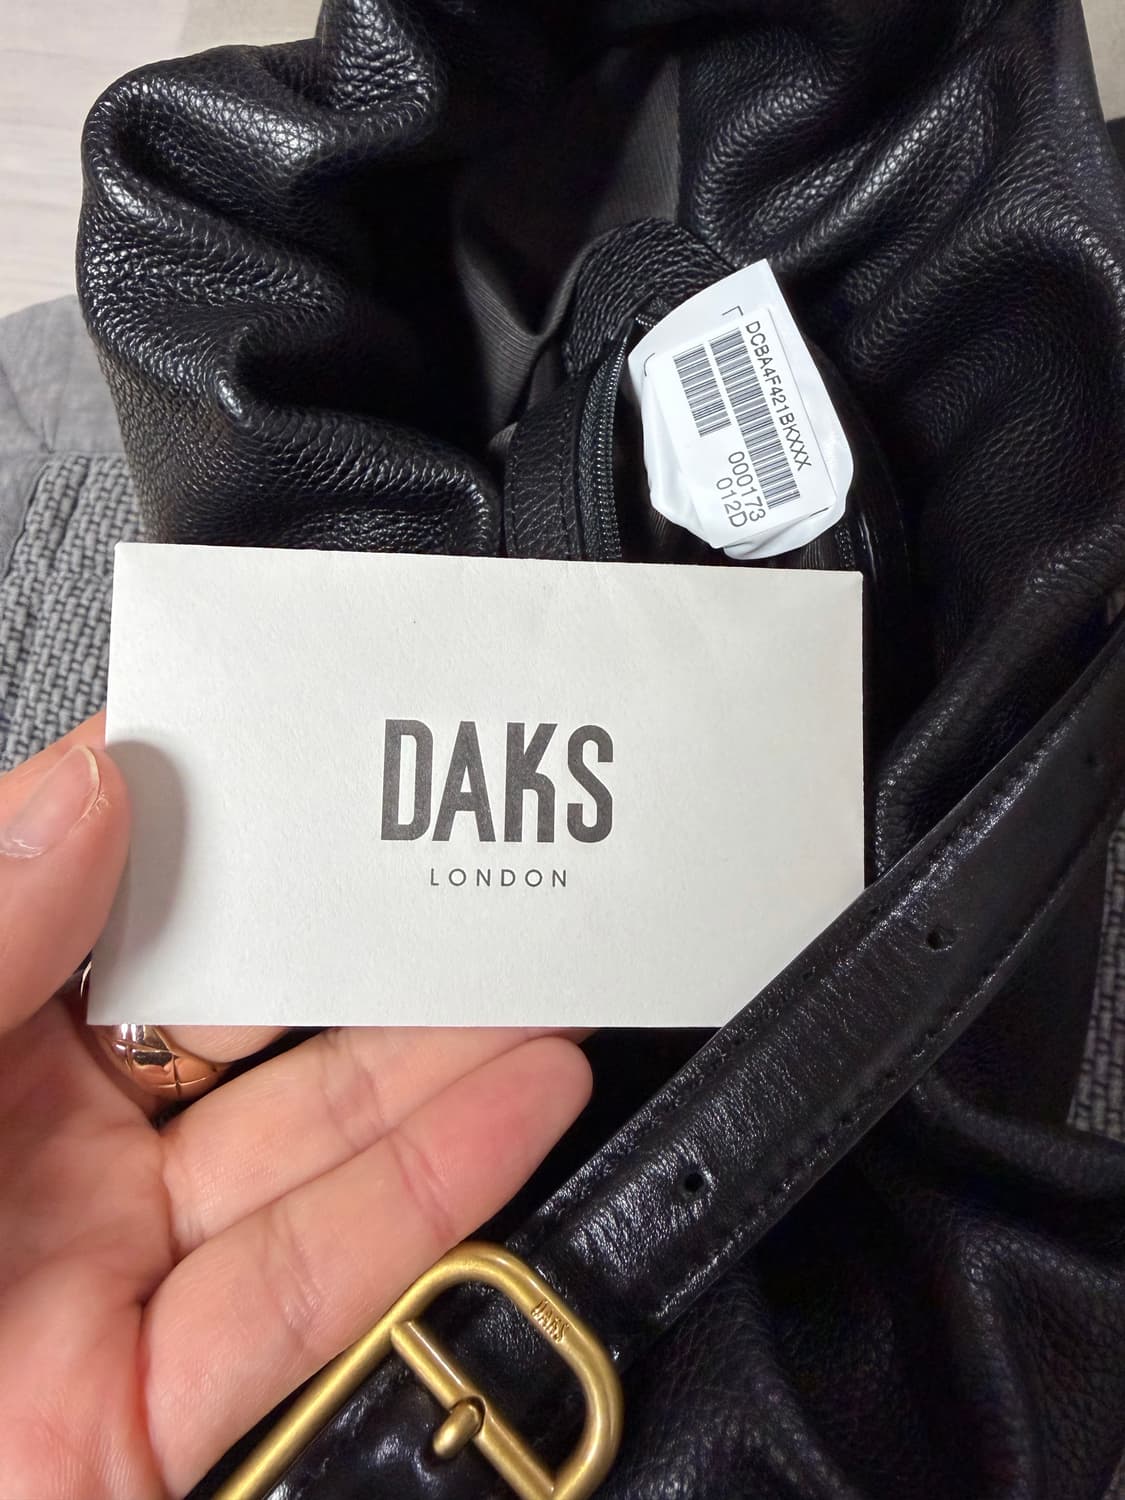 DCBA4F421BKXXX
000173
012D
DAKS
LONDON
DAKS